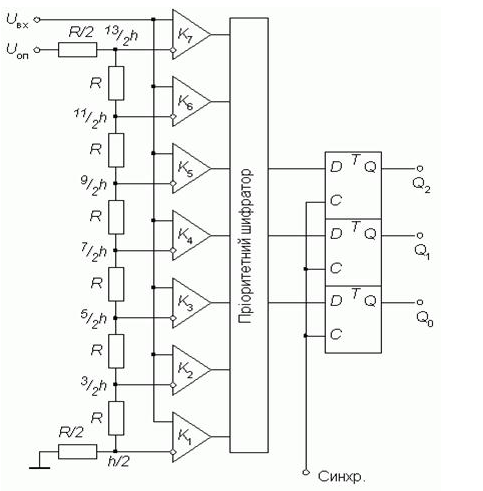 Uвх
R/2
13/2h
K7
Uоп
R
11/2h
K6
R
9/2h
K5
D T Q
Q2
R
C
7/2h
K4
D T Q
Q1
R
C
5/2h
K3
D T Q
Q0
R
C
3/2h
K2
R
R/2
K1
h/2
Пріоритетний шифратор
Синхр.